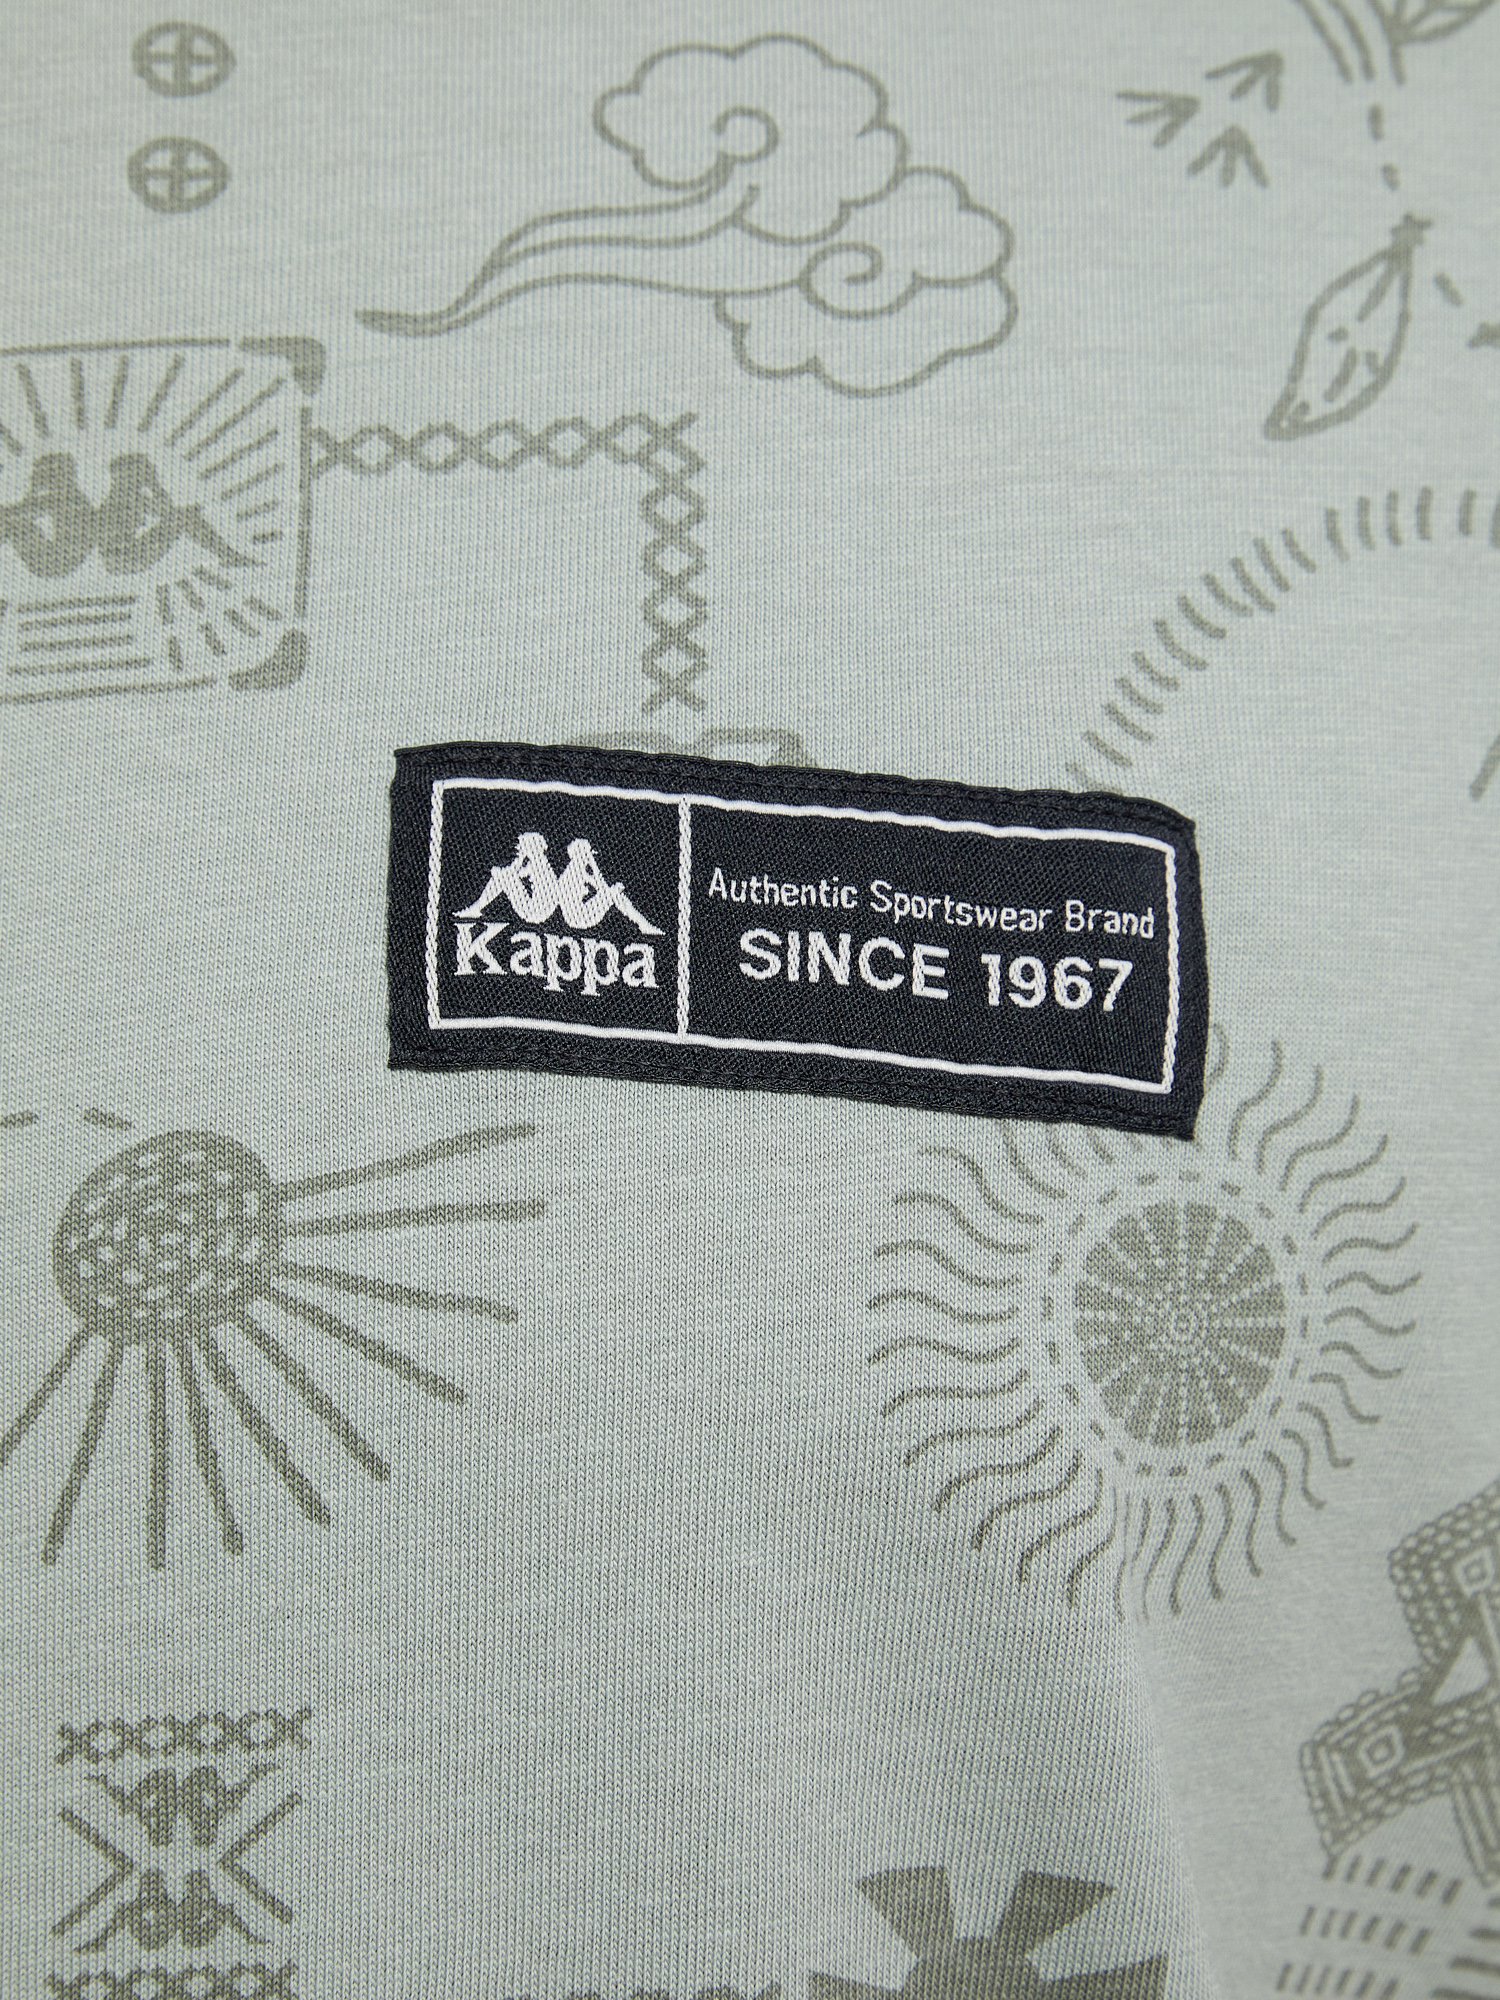 Kappa
Authentic Sportswear Brand
SINCE 1967